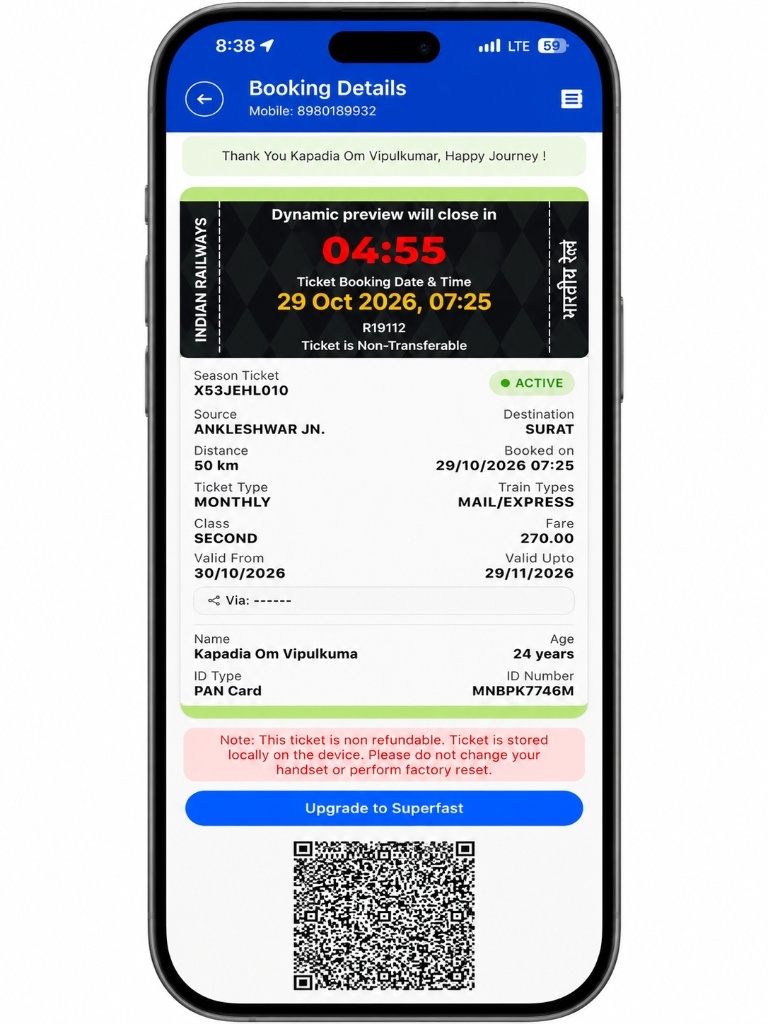 8:38
LTE
59
Booking Details
Mobile: 8980189932
Thank You Kapadia Om Vipulkumar, Happy Journey !
INDIAN RAILWAYS
Dynamic preview will close in
04:55
Ticket Booking Date & Time
29 Oct 2026, 07:25
R19112
Ticket is Non-Transferable
भारतीय रेल
Season Ticket
X53JEHL010
ACTIVE
Source Destination
ANKLESHWAR JN. SURAT
Distance Booked on
50 km 29/10/2026 07:25
Ticket Type Train Types
MONTHLY MAIL/EXPRESS
Class Fare
SECOND 270.00
Valid From Valid Upto
30/10/2026 29/11/2026
Via: ------
Name Age
Kapadia Om Vipulkuma 24 years
ID Type ID Number
PAN Card MNBPK7746M
Note: This ticket is non refundable. Ticket is stored
locally on the device. Please do not change your
handset or perform factory reset.
Upgrade to Superfast